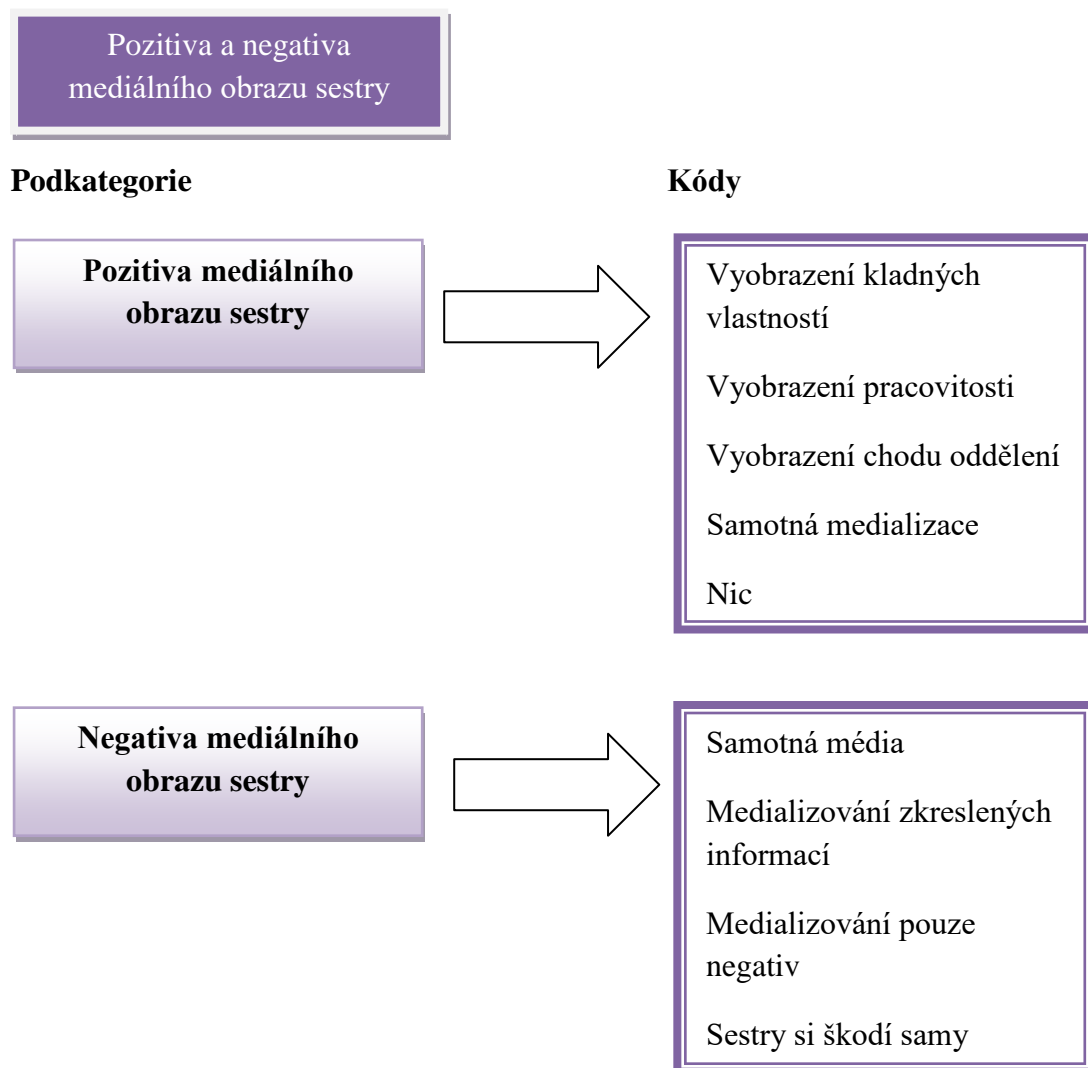 Pozitiva a negativa
mediálního obrazu sestry
Podkategorie
Kódy
Pozitiva mediálního
obrazu sestry
Vyobrazení kladných
vlastností
Vyobrazení pracovitosti
Vyobrazení chodu oddělení
Samotná medializace
Nic
Negativa mediálního
obrazu sestry
Samotná média
Medializování zkreslených
informací
Medializování pouze
negativ
Sestry si škodí samy